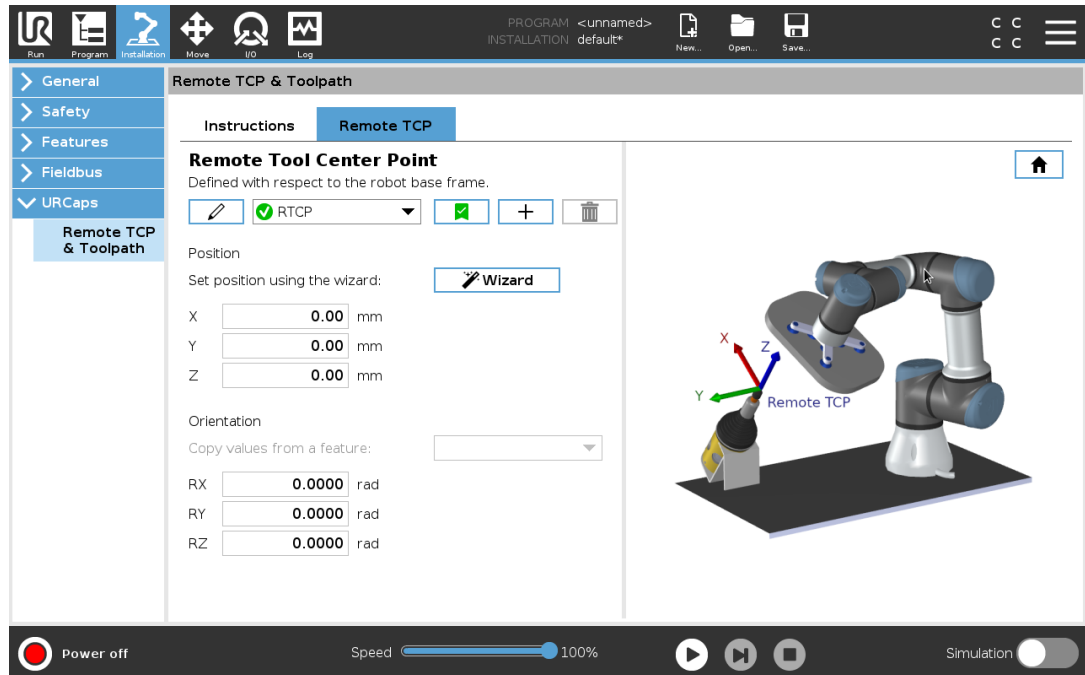 PROGRAM <unnamed>
INSTALLATION default*
Run Program Installation Move I/O Log New... Open... Save...
C C
C C
General
Safety
Features
Fieldbus
URCaps
Remote TCP
& Toolpath
Remote TCP & Toolpath
Instructions Remote TCP
Remote Tool Center Point
Defined with respect to the robot base frame.
RTCP
Position
Set position using the wizard: Wizard
X 0.00 mm
Y 0.00 mm
Z 0.00 mm
Orientation
Copy values from a feature:
RX 0.0000 rad
RY 0.0000 rad
RZ 0.0000 rad
X
Z
Y
Remote TCP
Power off Speed 100% Simulation